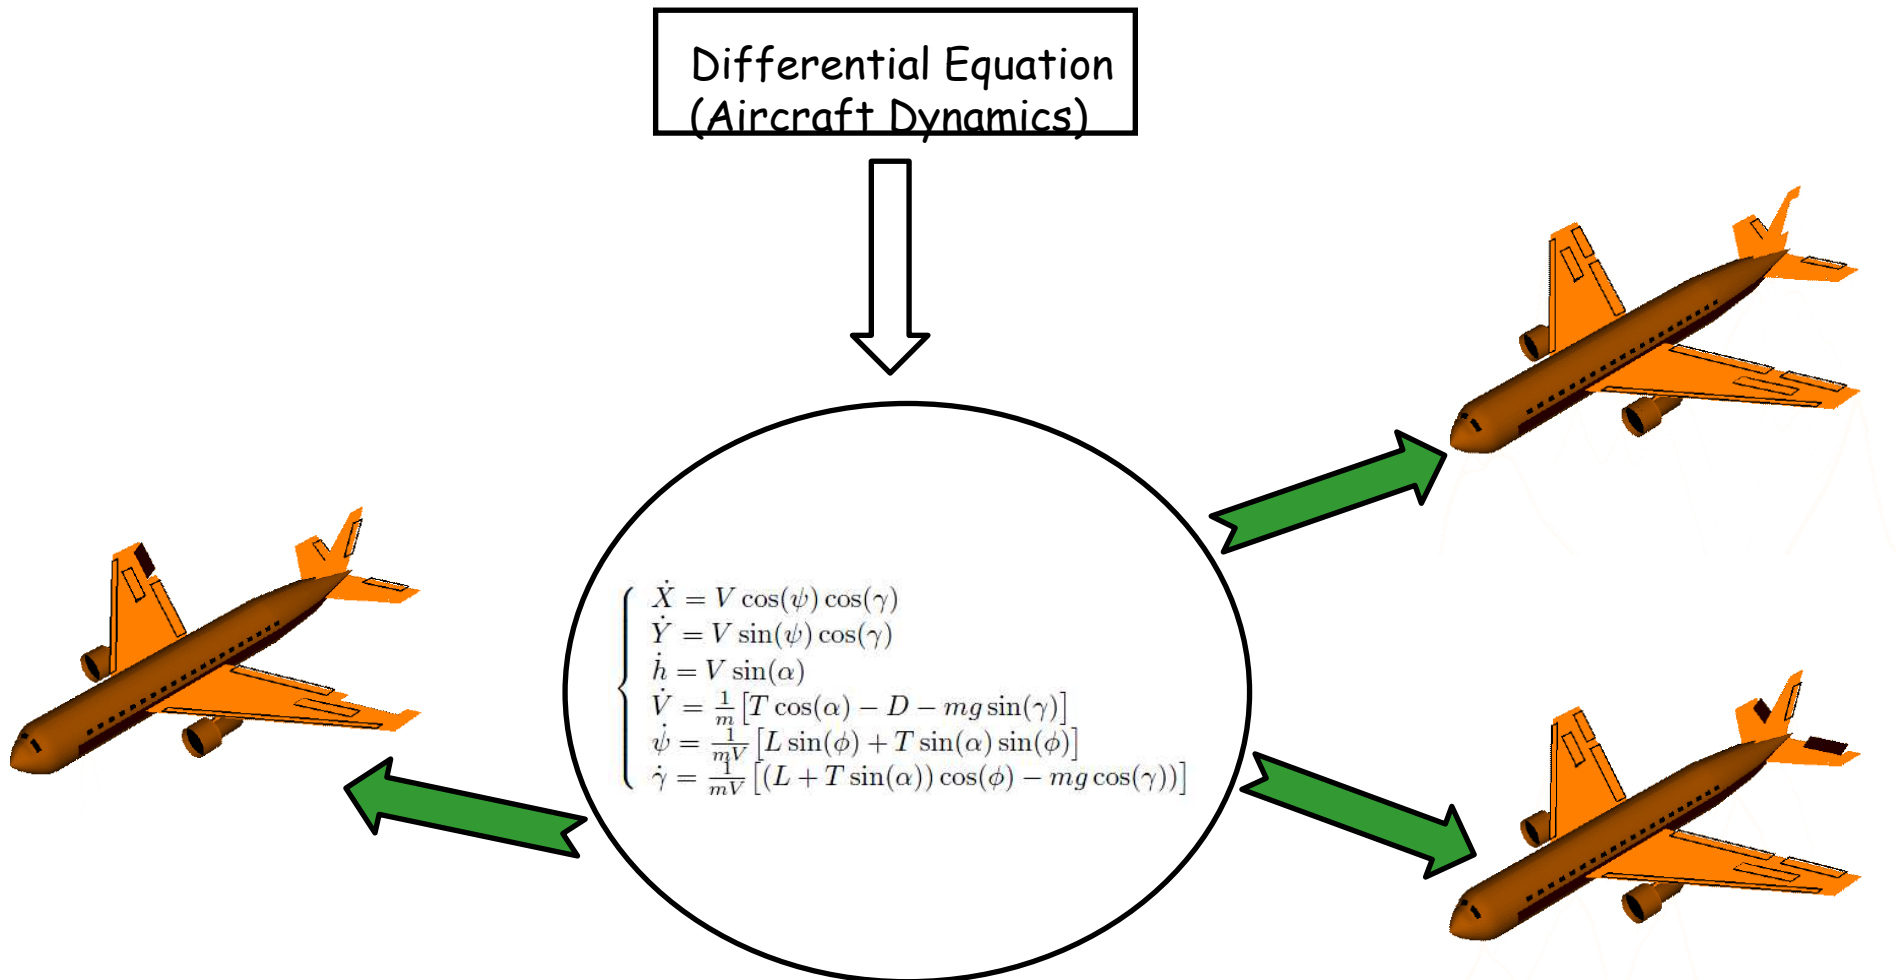 Differential Equation
(Aircraft Dynamics)
Ẋ = V cos(ψ) cos(γ)
Ẏ = V sin(ψ) cos(γ)
ḣ = V sin(α)
V̇ = 1/m [T cos(α) − D − mg sin(γ)]
ψ̇ = 1/mV [L sin(ϕ) + T sin(α) sin(ϕ)]
γ̇ = 1/mV [(L + T sin(α)) cos(ϕ) − mg cos(γ))]